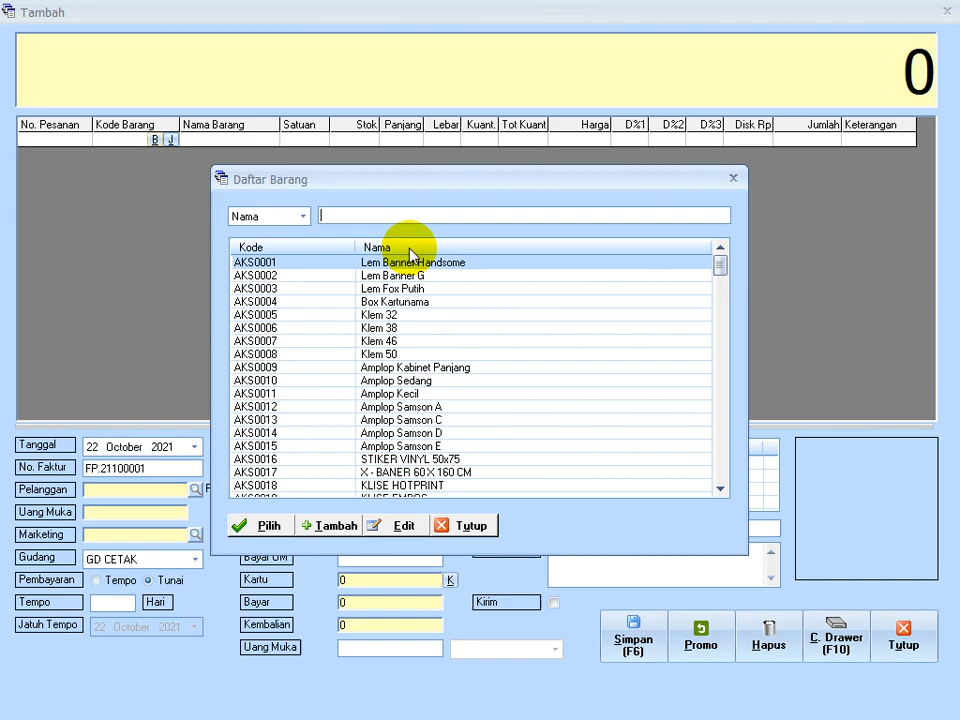 Tambah
0
No. Pesanan Kode Barang Nama Barang Satuan Stok Panjang Lebar Kuant. Tot Kuant Harga D%1 D%2 D%3 Disk Rp Jumlah Keterangan
B J
Daftar Barang
Nama
Kode Nama
AKS0001 Lem Banner Handsome
AKS0002 Lem Banner G
AKS0003 Lem Fox Putih
AKS0004 Box Kartunama
AKS0005 Klem 32
AKS0006 Klem 38
AKS0007 Klem 46
AKS0008 Klem 50
AKS0009 Amplop Kabinet Panjang
AKS0010 Amplop Sedang
AKS0011 Amplop Kecil
AKS0012 Amplop Samson A
AKS0013 Amplop Samson C
AKS0014 Amplop Samson D
AKS0015 Amplop Samson E
AKS0016 STIKER VINYL 50x75
AKS0017 X - BANER 60 X 160 CM
AKS0018 KLISE HOTPRINT
Pilih Tambah Edit Tutup
Tanggal 22 October 2021
No. Faktur FP.21100001
Pelanggan
Uang Muka
Marketing
Gudang GD CETAK
Pembayaran Tempo Tunai
Tempo Hari
Jatuh Tempo 22 October 2021
Bayar UM
Kartu 0 K
Bayar 0
Kembalian 0
Uang Muka
Kirim
Simpan (F6)
Promo
Hapus
C. Drawer (F10)
Tutup